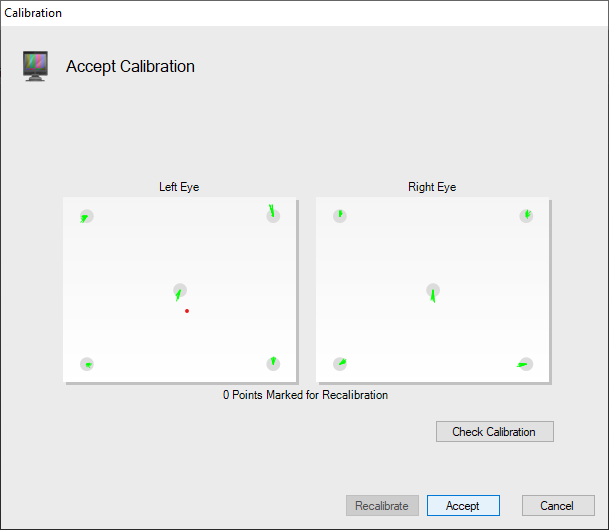 Calibration
Accept Calibration
Left Eye
Right Eye
0 Points Marked for Recalibration
Check Calibration
Recalibrate
Accept
Cancel